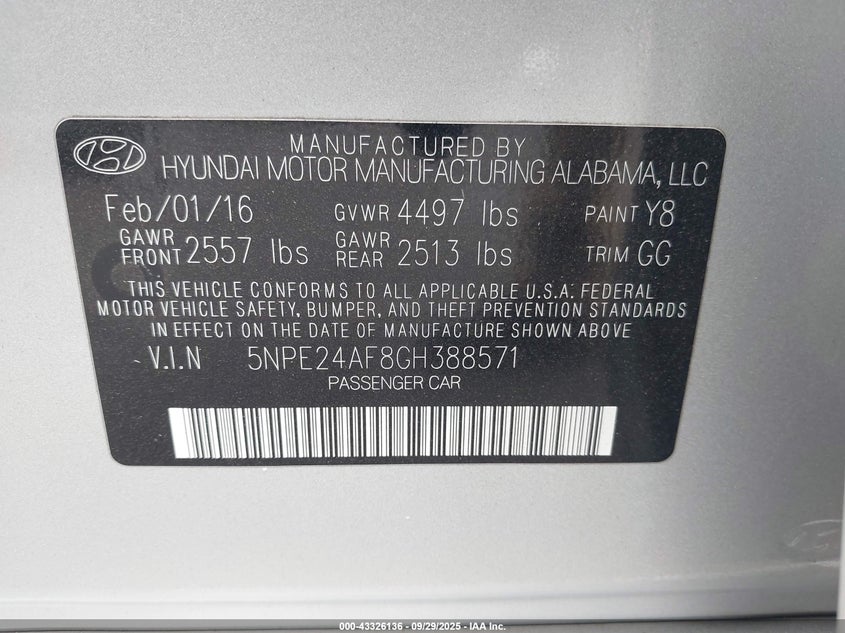 MANUFACTURED BY
HYUNDAI MOTOR MANUFACTURING ALABAMA, LLC
Feb/01/16 GVWR 4497 lbs PAINT Y8
GAWR FRONT 2557 lbs GAWR REAR 2513 lbs TRIM GG
THIS VEHICLE CONFORMS TO ALL APPLICABLE U.S.A. FEDERAL
MOTOR VEHICLE SAFETY, BUMPER, AND THEFT PREVENTION STANDARDS
IN EFFECT ON THE DATE OF MANUFACTURE SHOWN ABOVE
V.I.N 5NPE24AF8GH388571
PASSENGER CAR
000-43326136 - 09/29/2025 - IAA Inc.